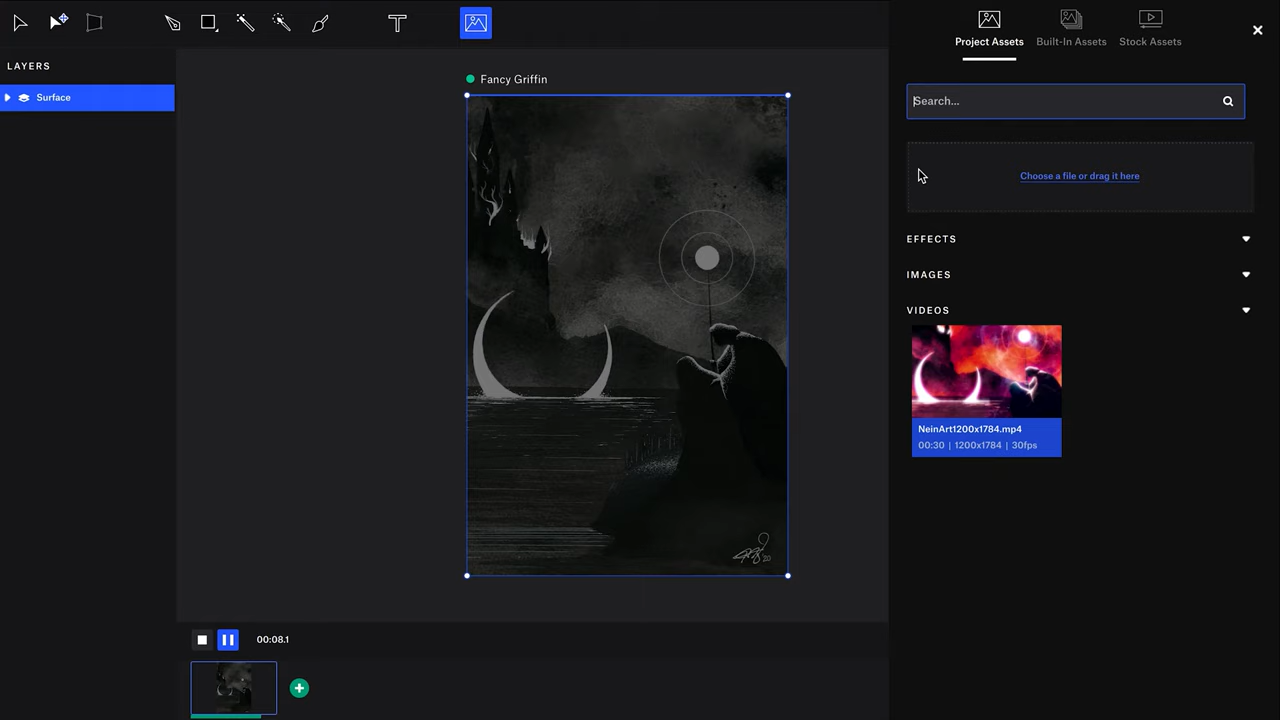 Project Assets
Built-In Assets
Stock Assets
LAYERS
Surface
Fancy Griffin
Search...
Choose a file or drag it here
EFFECTS
IMAGES
VIDEOS
NeinArt1200x1784.mp4
00:30 | 1200x1784 | 30fps
00:08.1